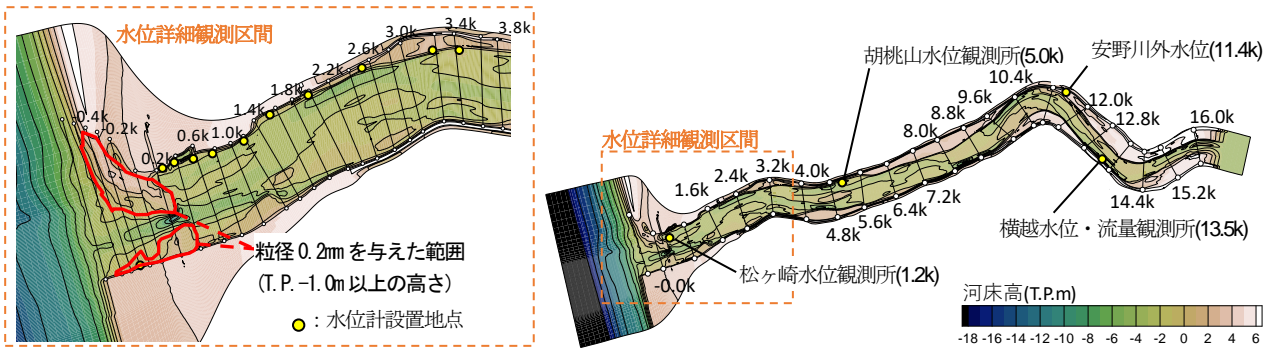 水位詳細観測区間
-0.4k
-0.2k
0.2k
0.6k
1.0k
1.4k
1.8k
2.2k
2.6k
3.0k
3.4k
3.8k
粒径0.2mmを与えた範囲
(T.P.-1.0m以上の高さ)
：水位計設置地点
水位詳細観測区間
-0.0k
1.6k
2.4k
3.2k
4.0k
4.8k
5.6k
6.4k
7.2k
8.0k
8.8k
9.6k
10.4k
12.0k
12.8k
14.4k
15.2k
16.0k
胡桃山水位観測所(5.0k)
安野川外水位(11.4k)
横越水位・流量観測所(13.5k)
松ヶ崎水位観測所(1.2k)
河床高(T.P.m)
-18 -16 -14 -12 -10 -8 -6 -4 -2 0 2 4 6